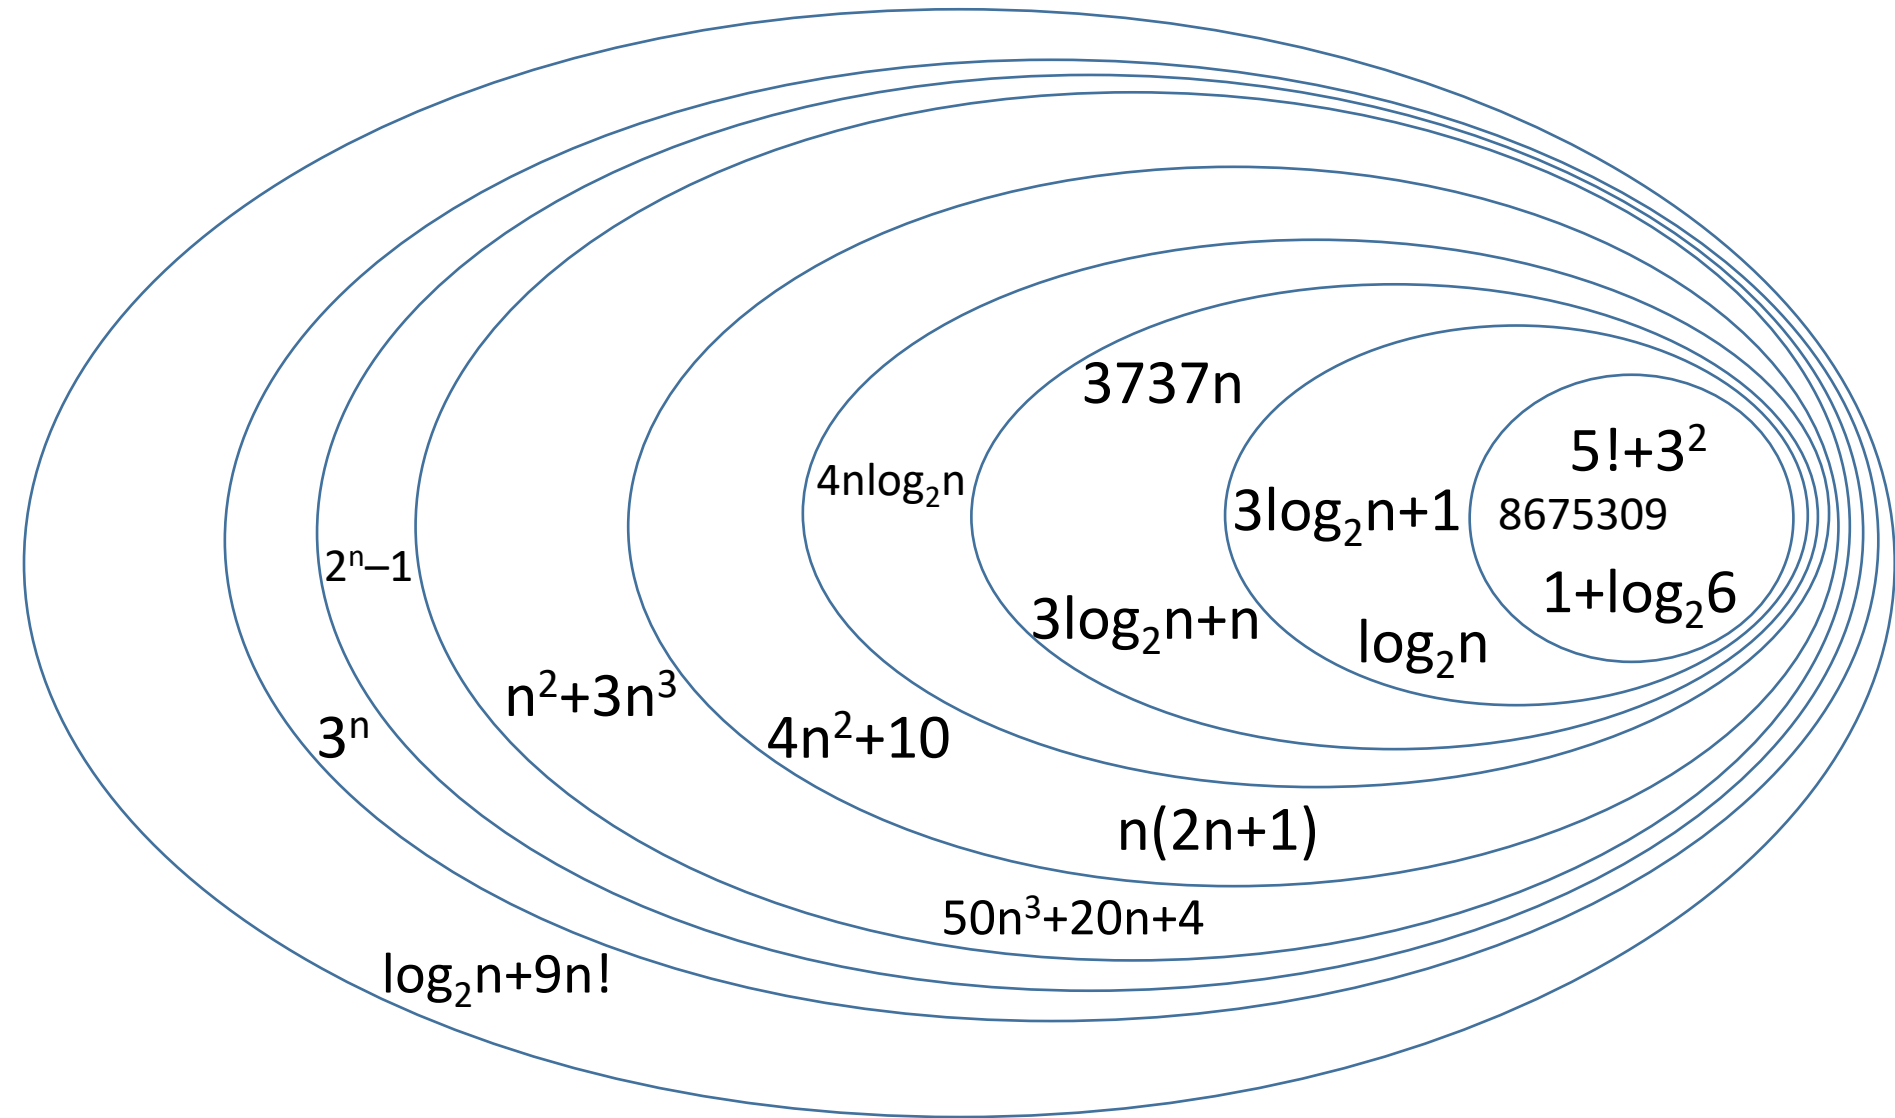 3737n
5!+3²
4nlog₂n
3log₂n+1
8675309
2ⁿ–1
1+log₂6
3log₂n+n
log₂n
n²+3n³
3ⁿ
4n²+10
n(2n+1)
50n³+20n+4
log₂n+9n!